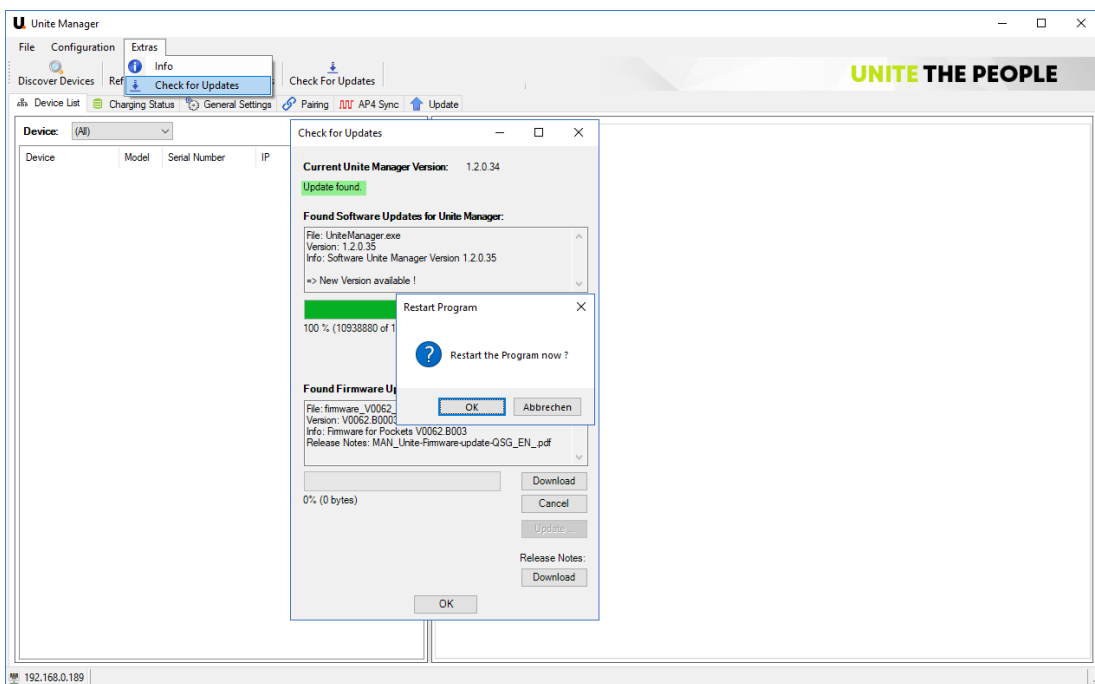 U Unite Manager
File Configuration Extras
Info
Check for Updates
Discover Devices Ref Check For Updates
UNITE THE PEOPLE
Device List Charging Status General Settings Pairing AP4 Sync Update
Device: (All)
Device Model Serial Number IP
Check for Updates
Current Unite Manager Version: 1.2.0.34
Update found.
Found Software Updates for Unite Manager:
File: UniteManager.exe
Version: 1.2.0.35
Info: Software Unite Manager Version 1.2.0.35
=> New Version available !
100 % (10938880 of 1
Restart Program
Restart the Program now ?
OK Abbrechen
Found Firmware Up
File: firmware_V0062_
Version: V0062.B0003
Info: Firmware for Pockets V0062.B003
Release Notes: MAN_Unite-Firmware-update-QSG_EN_.pdf
Download
0% (0 bytes)
Cancel
Update ...
Release Notes:
Download
OK
192.168.0.189